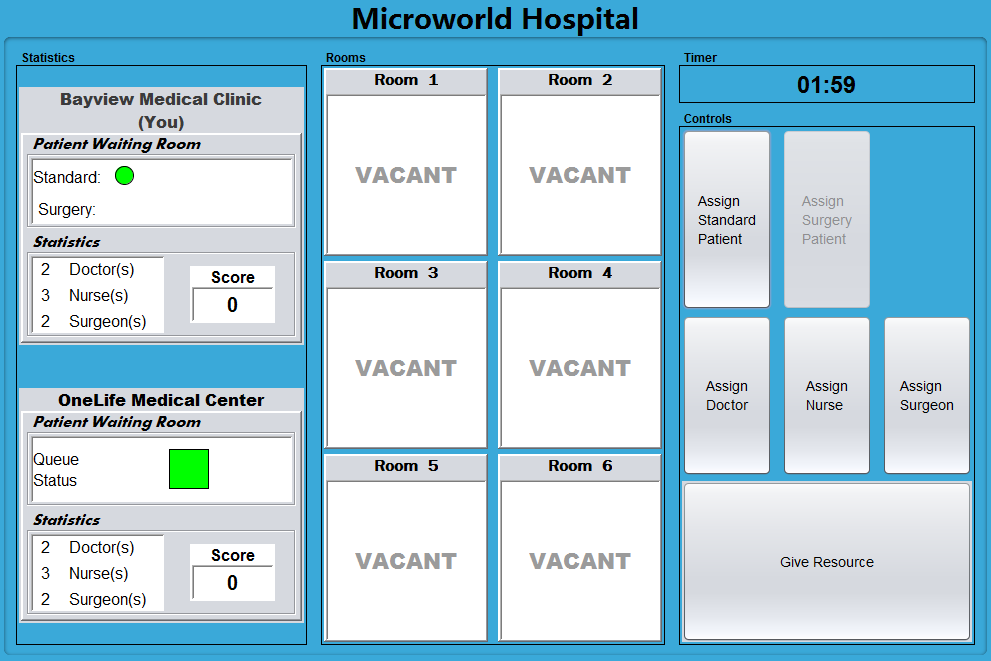 Microworld Hospital
Statistics
Bayview Medical Clinic
(You)
Patient Waiting Room
Standard:
Surgery:
Statistics
2 Doctor(s)
3 Nurse(s)
2 Surgeon(s)
Score
0
OneLife Medical Center
Patient Waiting Room
Queue
Status
Statistics
2 Doctor(s)
3 Nurse(s)
2 Surgeon(s)
Score
0
Rooms
Room 1
VACANT
Room 2
VACANT
Room 3
VACANT
Room 4
VACANT
Room 5
VACANT
Room 6
VACANT
Timer
01:59
Controls
Assign
Standard
Patient
Assign
Surgery
Patient
Assign
Doctor
Assign
Nurse
Assign
Surgeon
Give Resource